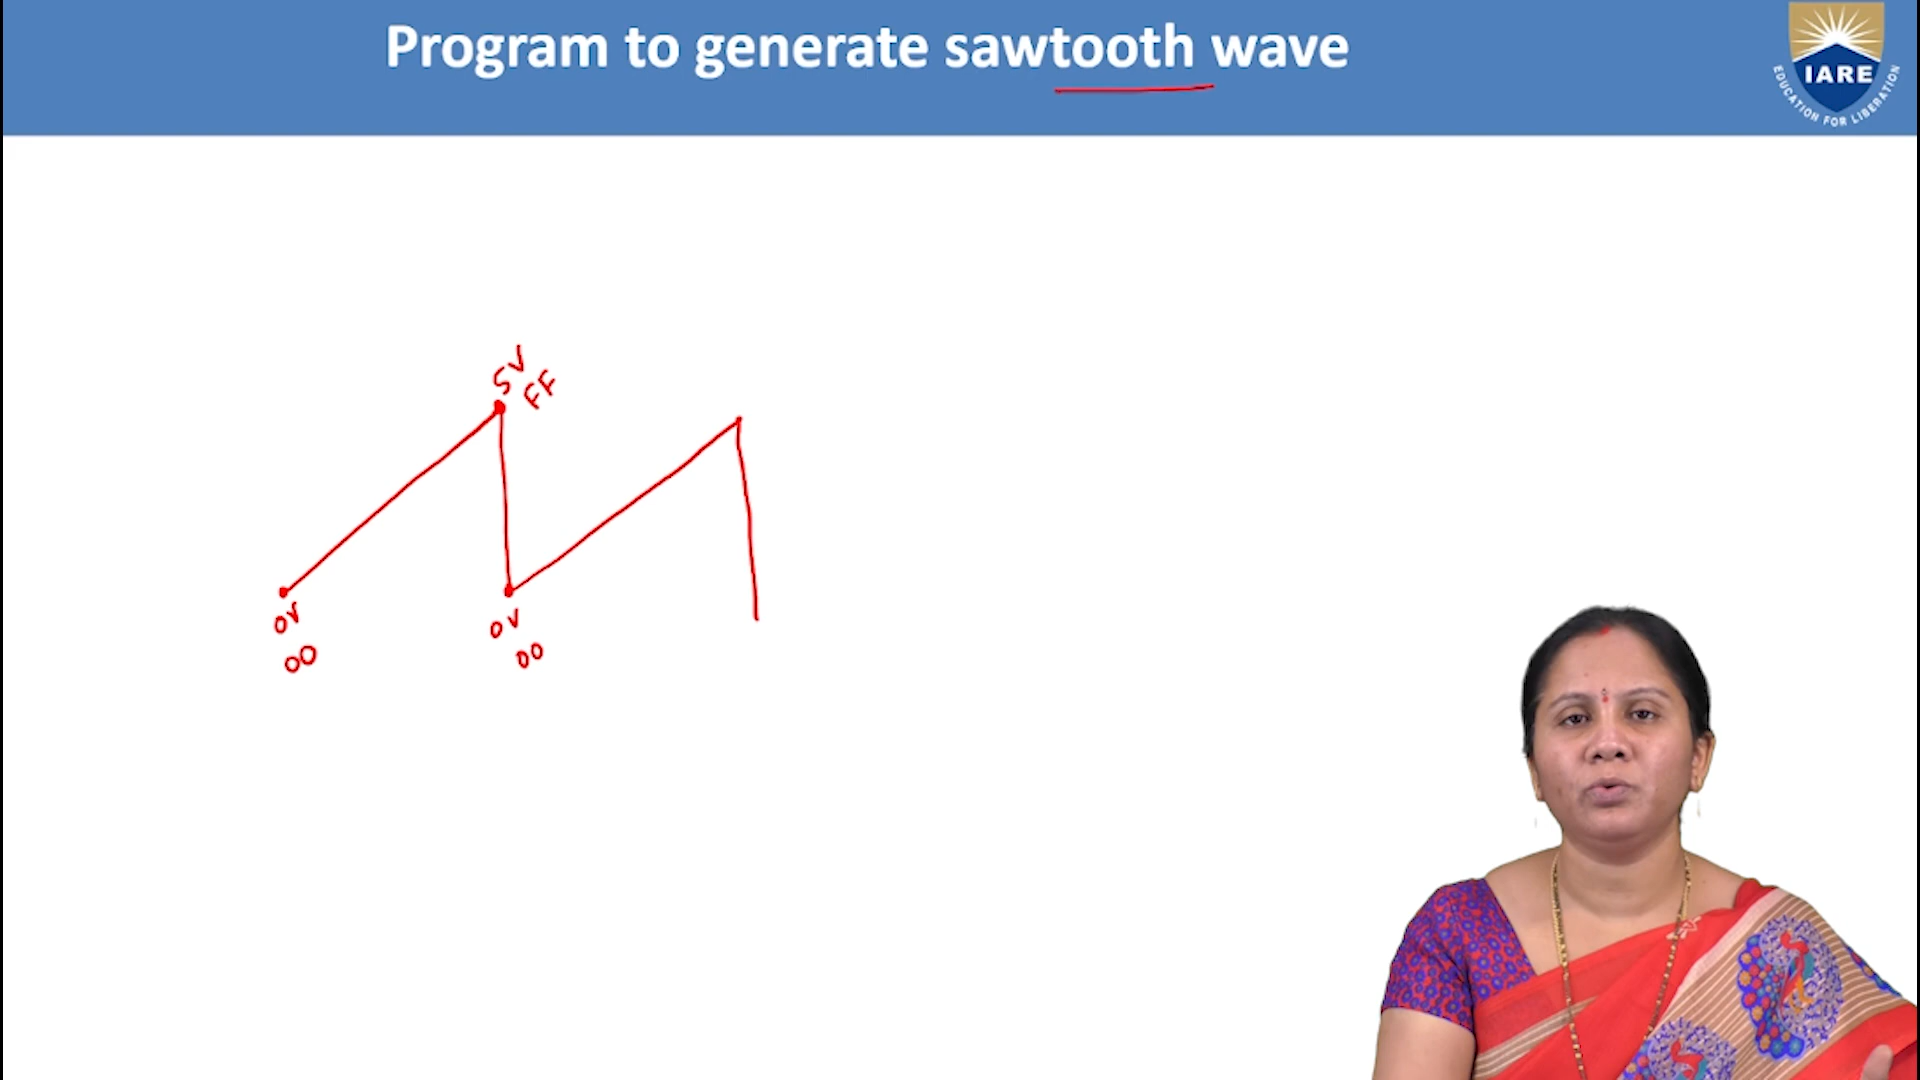 Program to generate sawtooth wave
IARE
EDUCATION FOR LIBERATION
5V
FF
0V
00
0V
00